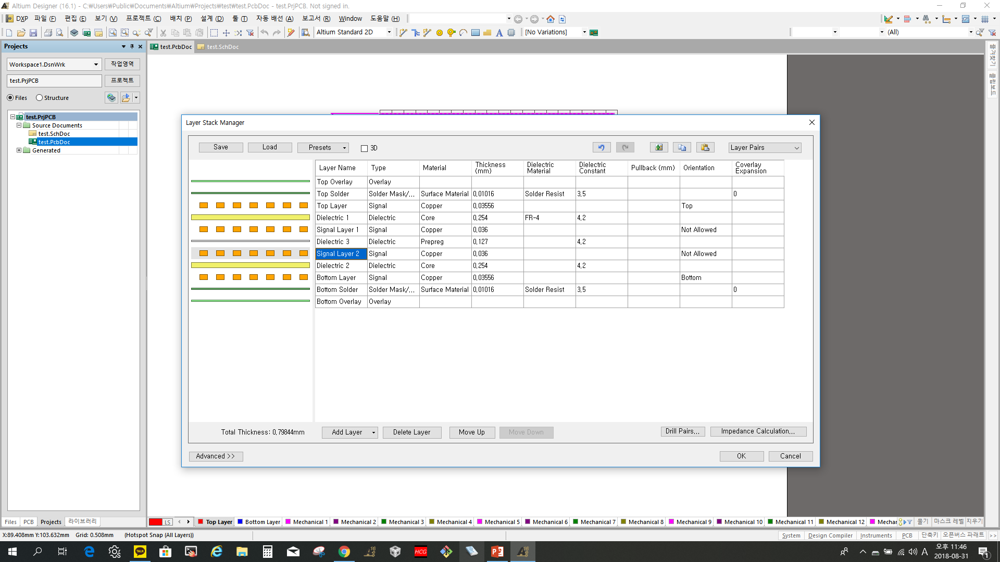 Altium Designer (16.1) - C:₩Users₩Public₩Documents₩Altium₩Projects₩test₩test.PcbDoc - test.PrjPCB. Not signed in.
DXP 파일 (F) 편집 (E) 보기 (V) 프로젝트 (C) 배치 (P) 설계 (D) 툴 (T) 자동 배선 (A) 보고서 (R) Window 도움말 (H)
Altium Standard 2D [No Variations] (All)
Projects test.PcbDoc test.SchDoc
즐겨찾기
클립보드
Workspace1.DsnWrk 작업영역
test.PrjPCB 프로젝트
Files Structure
test.PrjPCB
Source Documents
test.SchDoc
test.PcbDoc
Generated
Layer Stack Manager
Save Load Presets 3D Layer Pairs
Layer Name Type Material Thickness (mm) Dielectric Material Dielectric Constant Pullback (mm) Orientation Coverlay Expansion
Top Overlay Overlay
Top Solder Solder Mask/... Surface Material 0,01016 Solder Resist 3,5 0
Top Layer Signal Copper 0,03556 Top
Dielectric 1 Dielectric Core 0,254 FR-4 4,2
Signal Layer 1 Signal Copper 0,036 Not Allowed
Dielectric 3 Dielectric Prepreg 0,127 4,2
Signal Layer 2 Signal Copper 0,036 Not Allowed
Dielectric 2 Dielectric Core 0,254 4,2
Bottom Layer Signal Copper 0,03556 Bottom
Bottom Solder Solder Mask/... Surface Material 0,01016 Solder Resist 3,5 0
Bottom Overlay Overlay
Total Thickness: 0,79844mm Add Layer Delete Layer Move Up Move Down Drill Pairs... Impedance Calculation...
Advanced >> OK Cancel
Files PCB Projects 라이브러리 LS Top Layer Bottom Layer Mechanical 1 Mechanical 2 Mechanical 3 Mechanical 4 Mechanical 5 Mechanical 6 Mechanical 7 Mechanical 8 Mechanical 9 Mechanical 10 Mechanical 11 Mechanical 12 Mechar 물기 마스크 레벨 지우기
X:89.408mm Y:103.632mm Grid: 0.508mm (Hotspot Snap (All Layers)) System Design Compiler Instruments PCB 단축키 오픈버스 파래트 >>
TALK HCG 16 16 A 오후 11:46
2018-08-31 1